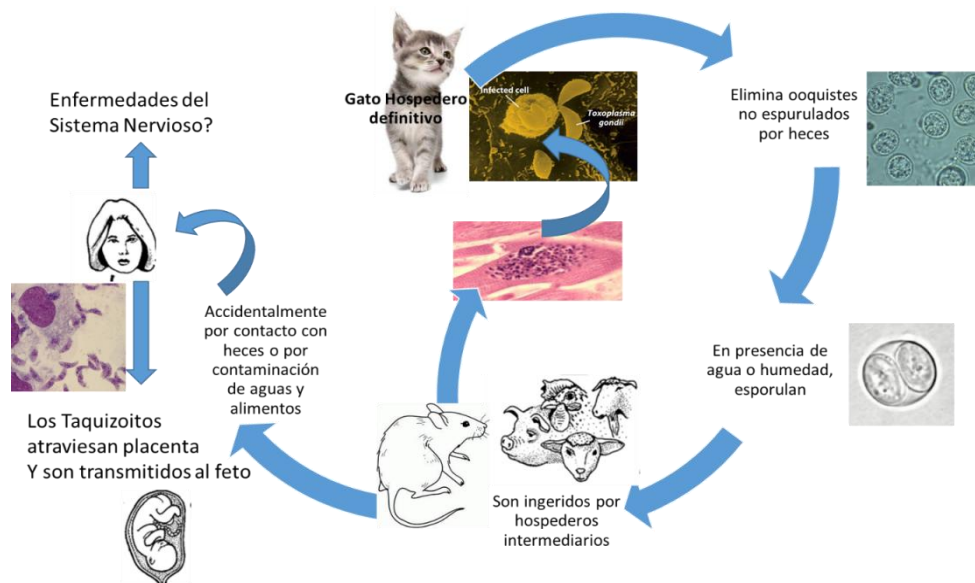 Gato Hospedero
definitivo
Infected cell
Toxoplasma
gondii
Elimina ooquistes
no espurulados
por heces
En presencia de
agua o humedad,
esporulan
Son ingeridos por
hospederos
intermediarios
Accidentalmente
por contacto con
heces o por
contaminación
de aguas y
alimentos
Enfermedades del
Sistema Nervioso?
Los Taquizoitos
atraviesan placenta
Y son transmitidos al feto